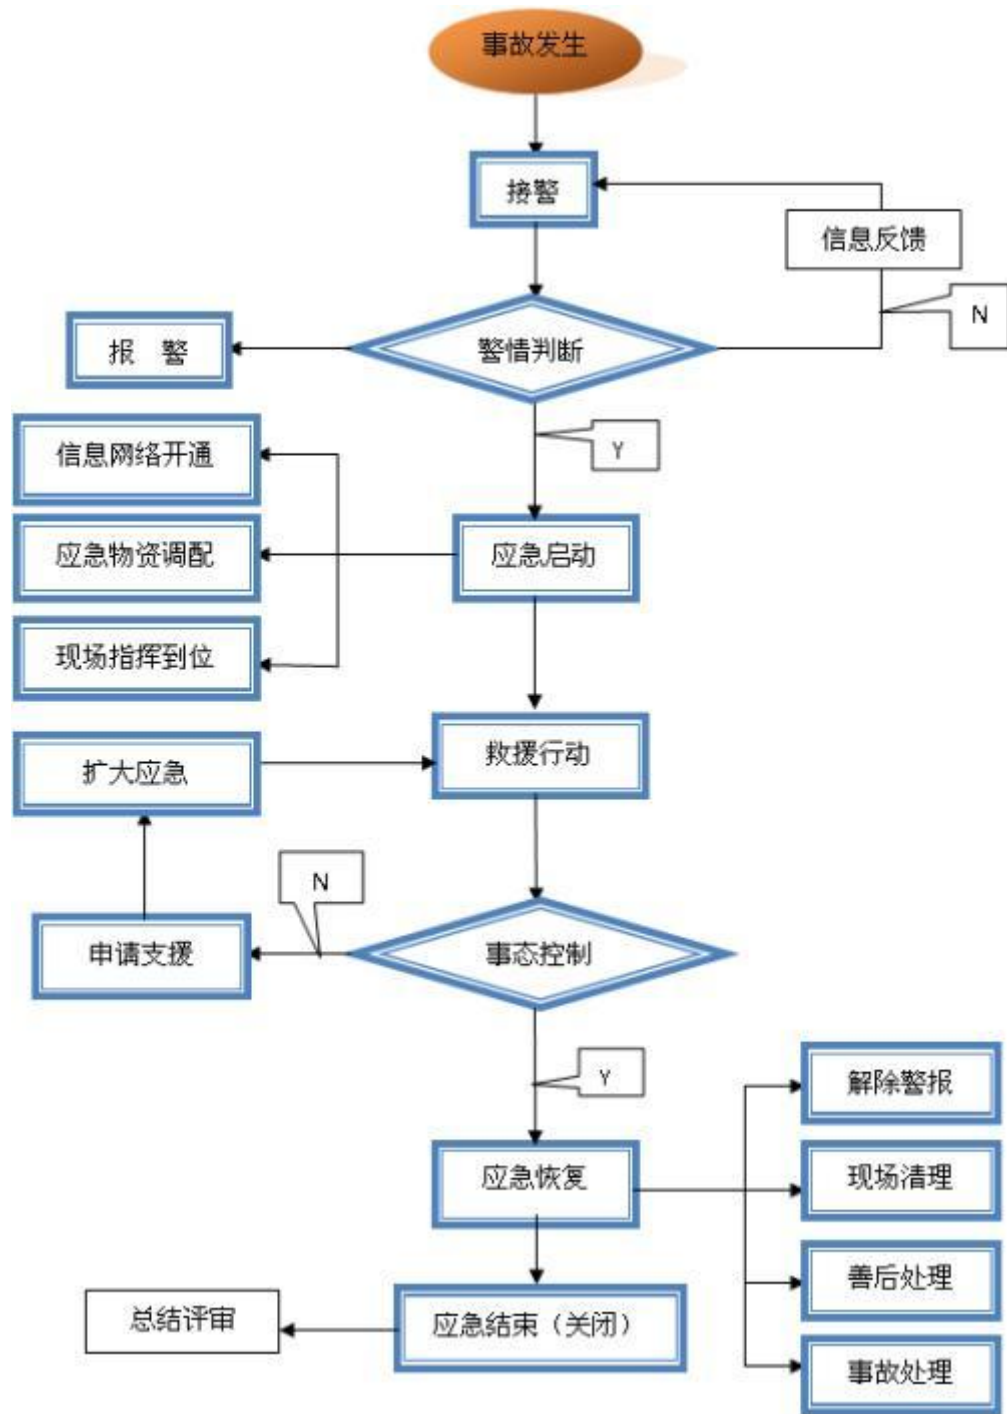 事故发生
接警
信息反馈
N
报 警
警情判断
Y
信息网络开通
应急物资调配
应急启动
现场指挥到位
扩大应急
救援行动
N
申请支援
事态控制
Y
解除警报
应急恢复
现场清理
善后处理
总结评审
应急结束（关闭）
事故处理